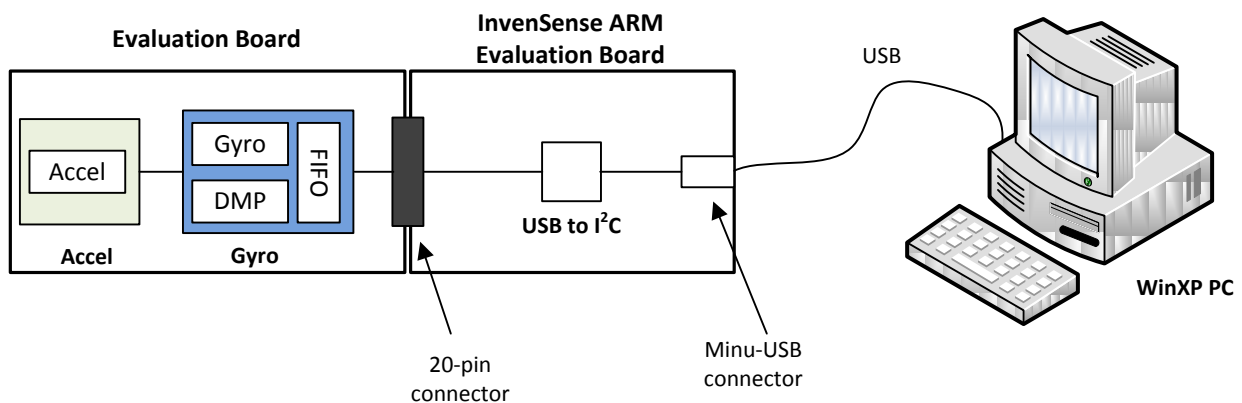 Evaluation Board
InvenSense ARM
Evaluation Board
USB
Accel
Gyro
DMP
FIFO
USB to I²C
Accel
Gyro
WinXP PC
20-pin
connector
Minu-USB
connector